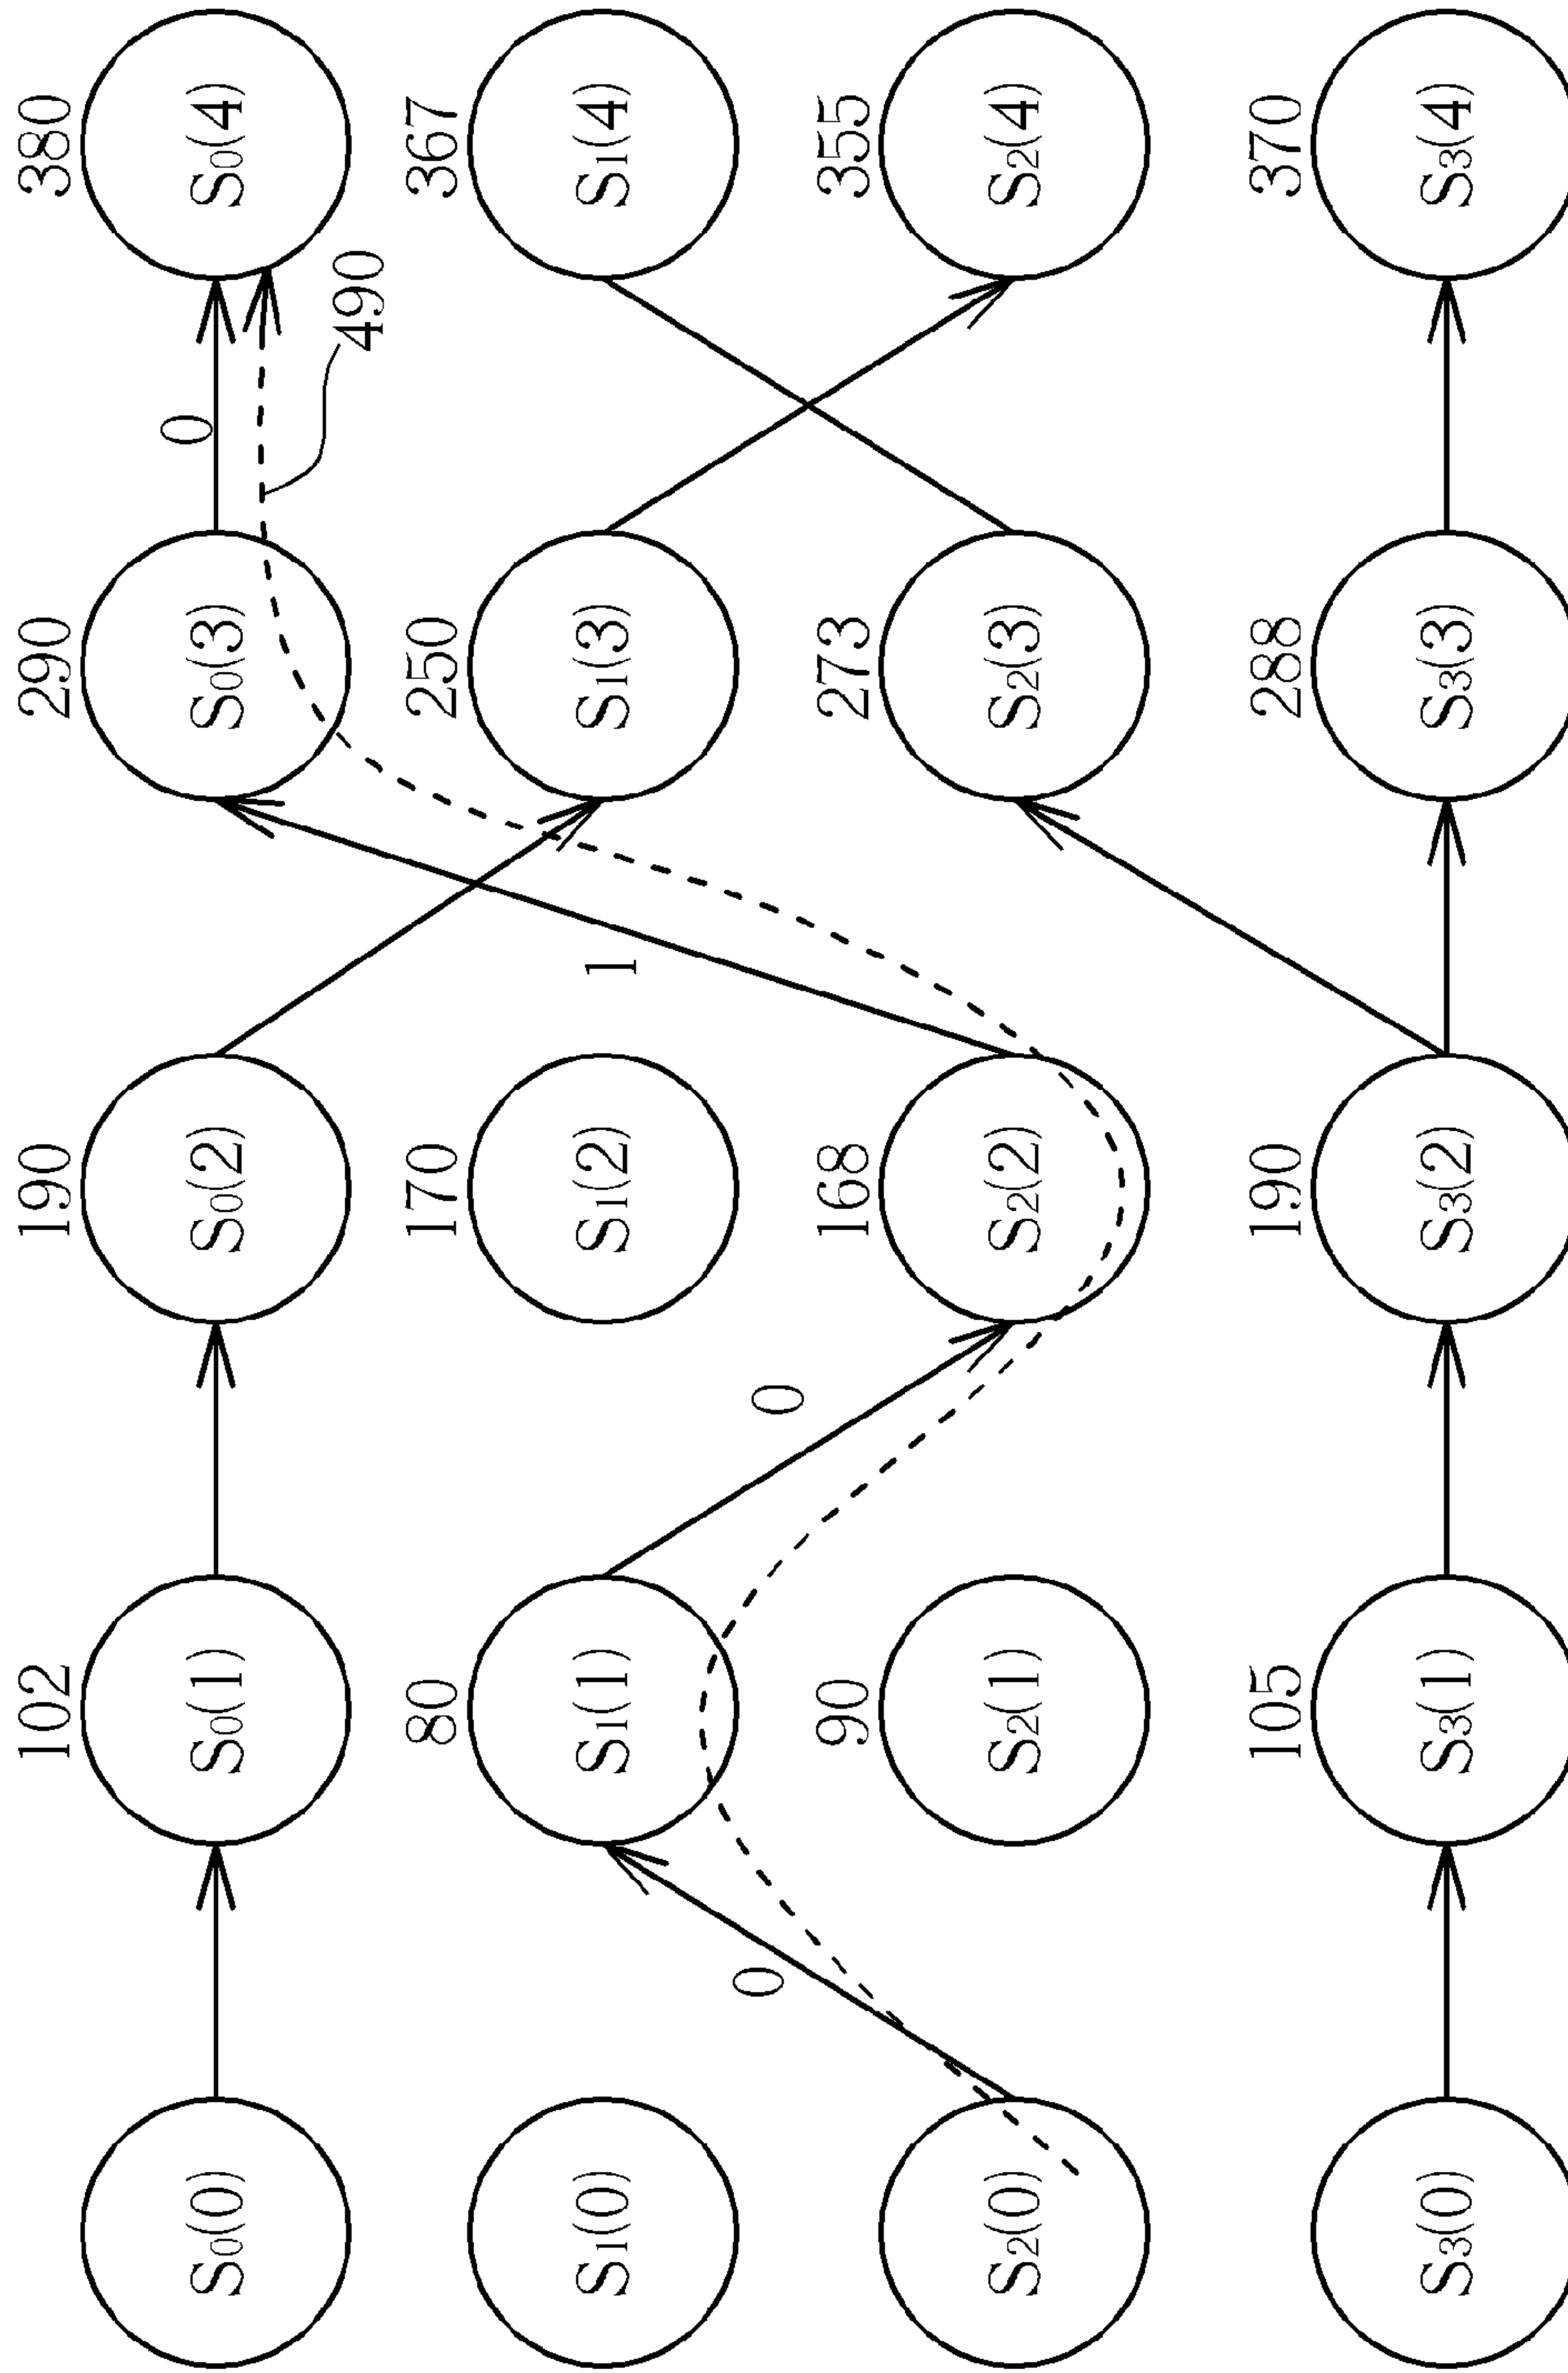 102 190 290 380
0
S₀(0) S₀(1) S₀(2) S₀(3) S₀(4)
490
80 170 250 367
S₁(0) S₁(1) S₁(2) S₁(3) S₁(4)
1
0 0
90 168 273 355
S₂(0) S₂(1) S₂(2) S₂(3) S₂(4)
105 190 288 370
S₃(0) S₃(1) S₃(2) S₃(3) S₃(4)